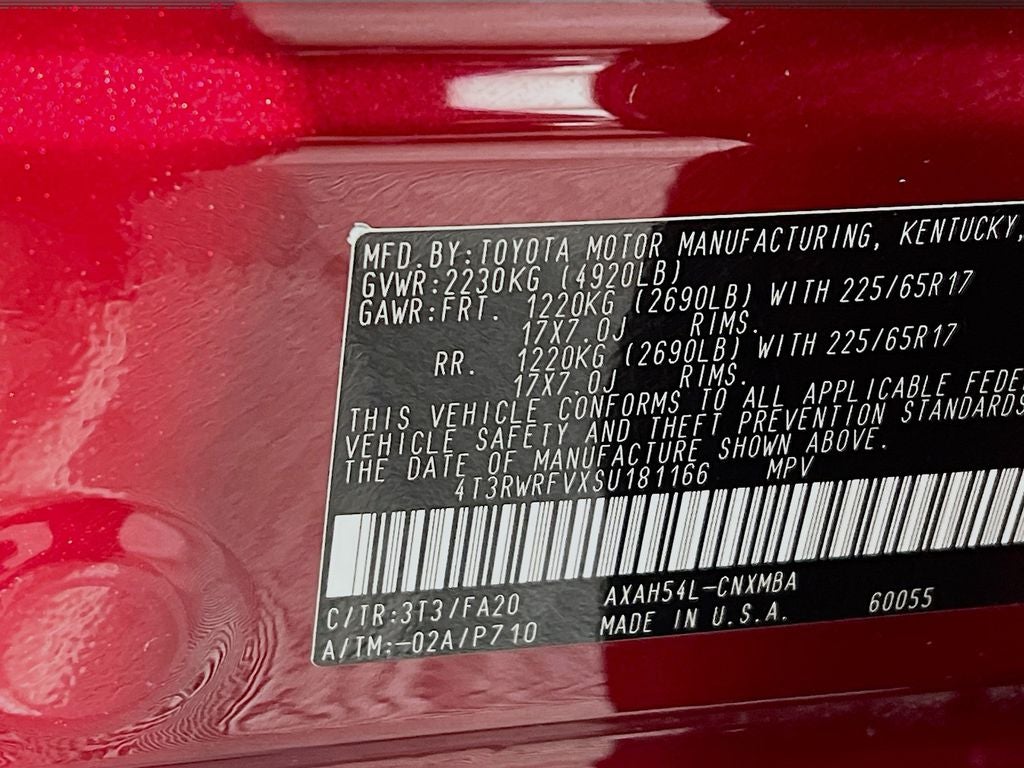 MFD.BY:TOYOTA MOTOR MANUFACTURING, KENTUCKY,
GVWR:2230KG (4920LB)
GAWR:FRT. 1220KG (2690LB) WITH 225/65R17
17X7.0J RIMS.
RR. 1220KG (2690LB) WITH 225/65R17
17X7.0J RIMS.
THIS VEHICLE CONFORMS TO ALL APPLICABLE FEDE
VEHICLE SAFETY AND THEFT PREVENTION STANDARDS
THE DATE OF MANUFACTURE SHOWN ABOVE.
4T3RWRFVXSU181166 MPV
C/TR:3T3/FA20 AXAH54L-CNXMBA
A/TM:-02A/P710 MADE IN U.S.A. 60055